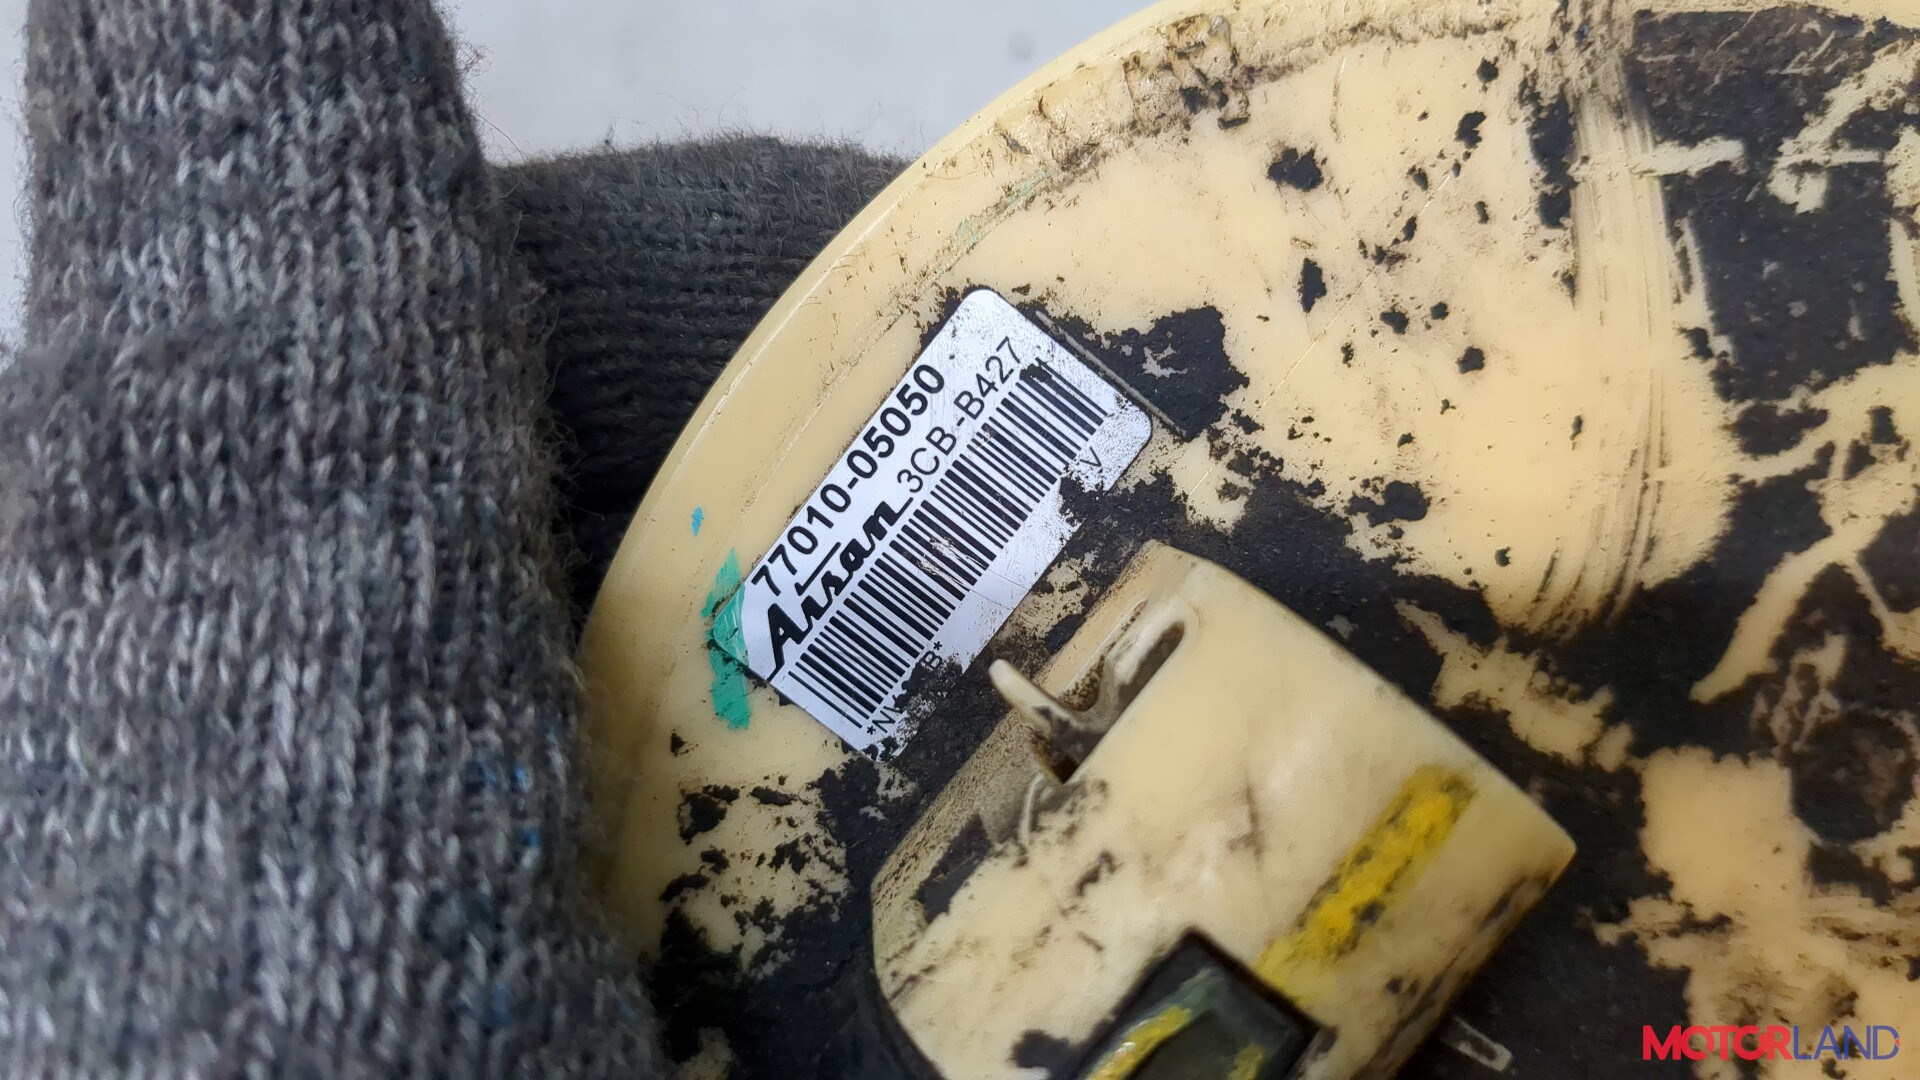 77010-05050
Aisan 3CB-B427
V
MOTORLAND